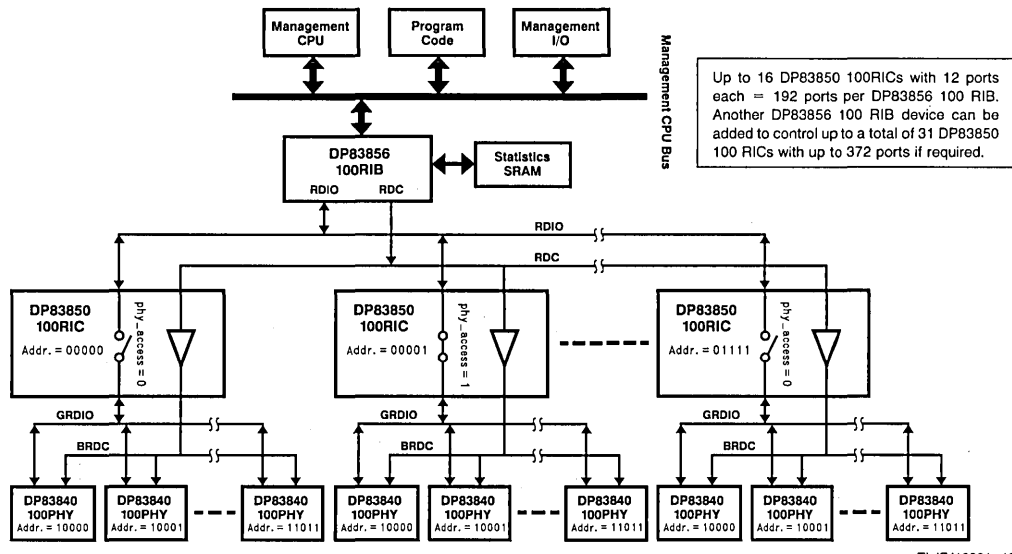 Management
CPU
Program
Code
Management
I/O
Management CPU Bus
Up to 16 DP83850 100RICs with 12 ports
each = 192 ports per DP83856 100 RIB.
Another DP83856 100 RIB device can be
added to control up to a total of 31 DP83850
100 RICs with up to 372 ports if required.
DP83856
100RIB
RDIO RDC
Statistics
SRAM
RDIO
RDC
DP83850
100RIC
Addr. = 00000
phy_access = 0
DP83850
100RIC
Addr. = 00001
phy_access = 1
DP83850
100RIC
Addr. = 01111
phy_access = 0
GRDIO
BRDC
GRDIO
BRDC
GRDIO
BRDC
DP83840
100PHY
Addr. = 10000
DP83840
100PHY
Addr. = 10001
DP83840
100PHY
Addr. = 11011
DP83840
100PHY
Addr. = 10000
DP83840
100PHY
Addr. = 10001
DP83840
100PHY
Addr. = 11011
DP83840
100PHY
Addr. = 10000
DP83840
100PHY
Addr. = 10001
DP83840
100PHY
Addr. = 11011